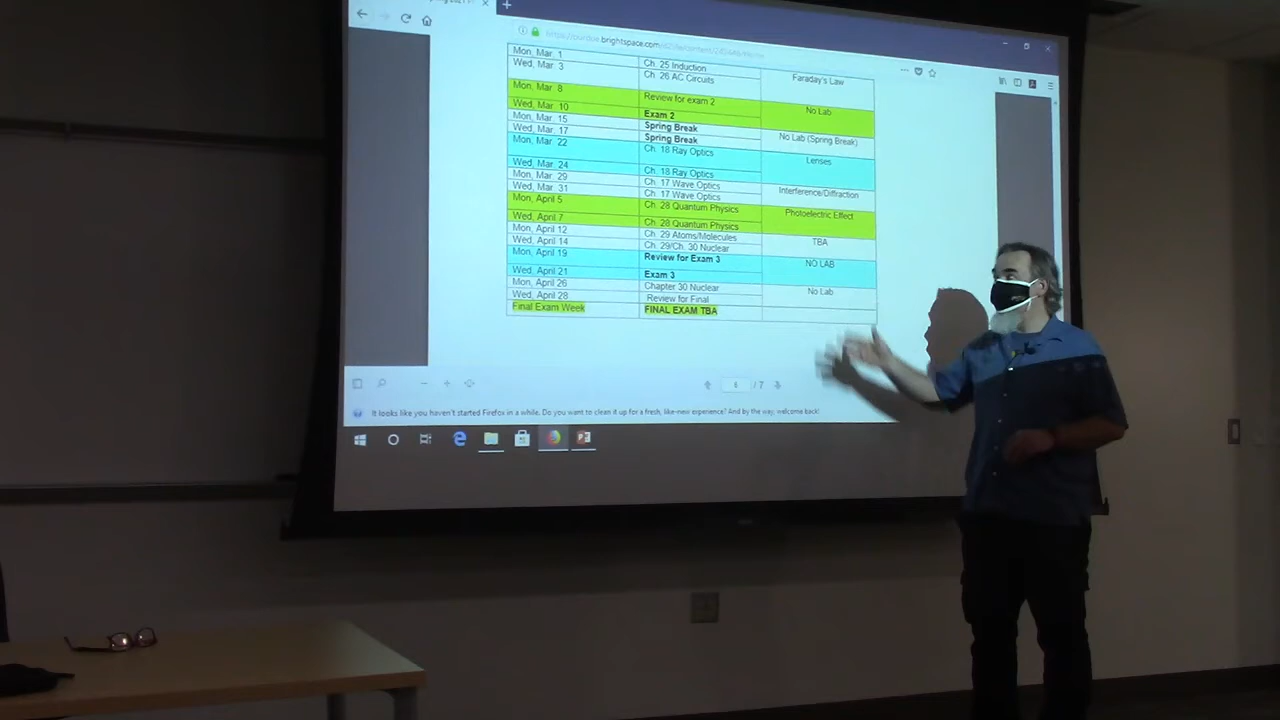 https://purdue.brightspace.com
Mon, Mar. 1
Wed, Mar. 3 Ch. 25 Induction Faraday's Law
Ch. 26 AC Circuits
Mon, Mar. 8 Review for exam 2 No Lab
Wed, Mar. 10 Exam 2
Mon, Mar. 15 Spring Break No Lab (Spring Break)
Wed, Mar. 17 Spring Break
Mon, Mar. 22 Ch. 18 Ray Optics Lenses
Wed, Mar. 24 Ch. 18 Ray Optics
Mon, Mar. 29 Ch. 17 Wave Optics Interference/Diffraction
Wed, Mar. 31 Ch. 17 Wave Optics
Mon, April 5 Ch. 28 Quantum Physics Photoelectric Effect
Wed, April 7 Ch. 28 Quantum Physics
Mon, April 12 Ch. 29 Atoms/Molecules TBA
Wed, April 14 Ch. 29/Ch. 30 Nuclear
Mon, April 19 Review for Exam 3 NO LAB
Wed, April 21 Exam 3
Mon, April 26 Chapter 30 Nuclear No Lab
Wed, April 28 Review for Final
Final Exam Week FINAL EXAM TBA
/ 7
It looks like you haven't started Firefox in a while. Do you want to clean it up for a fresh, like-new experience? And by the way, welcome back!